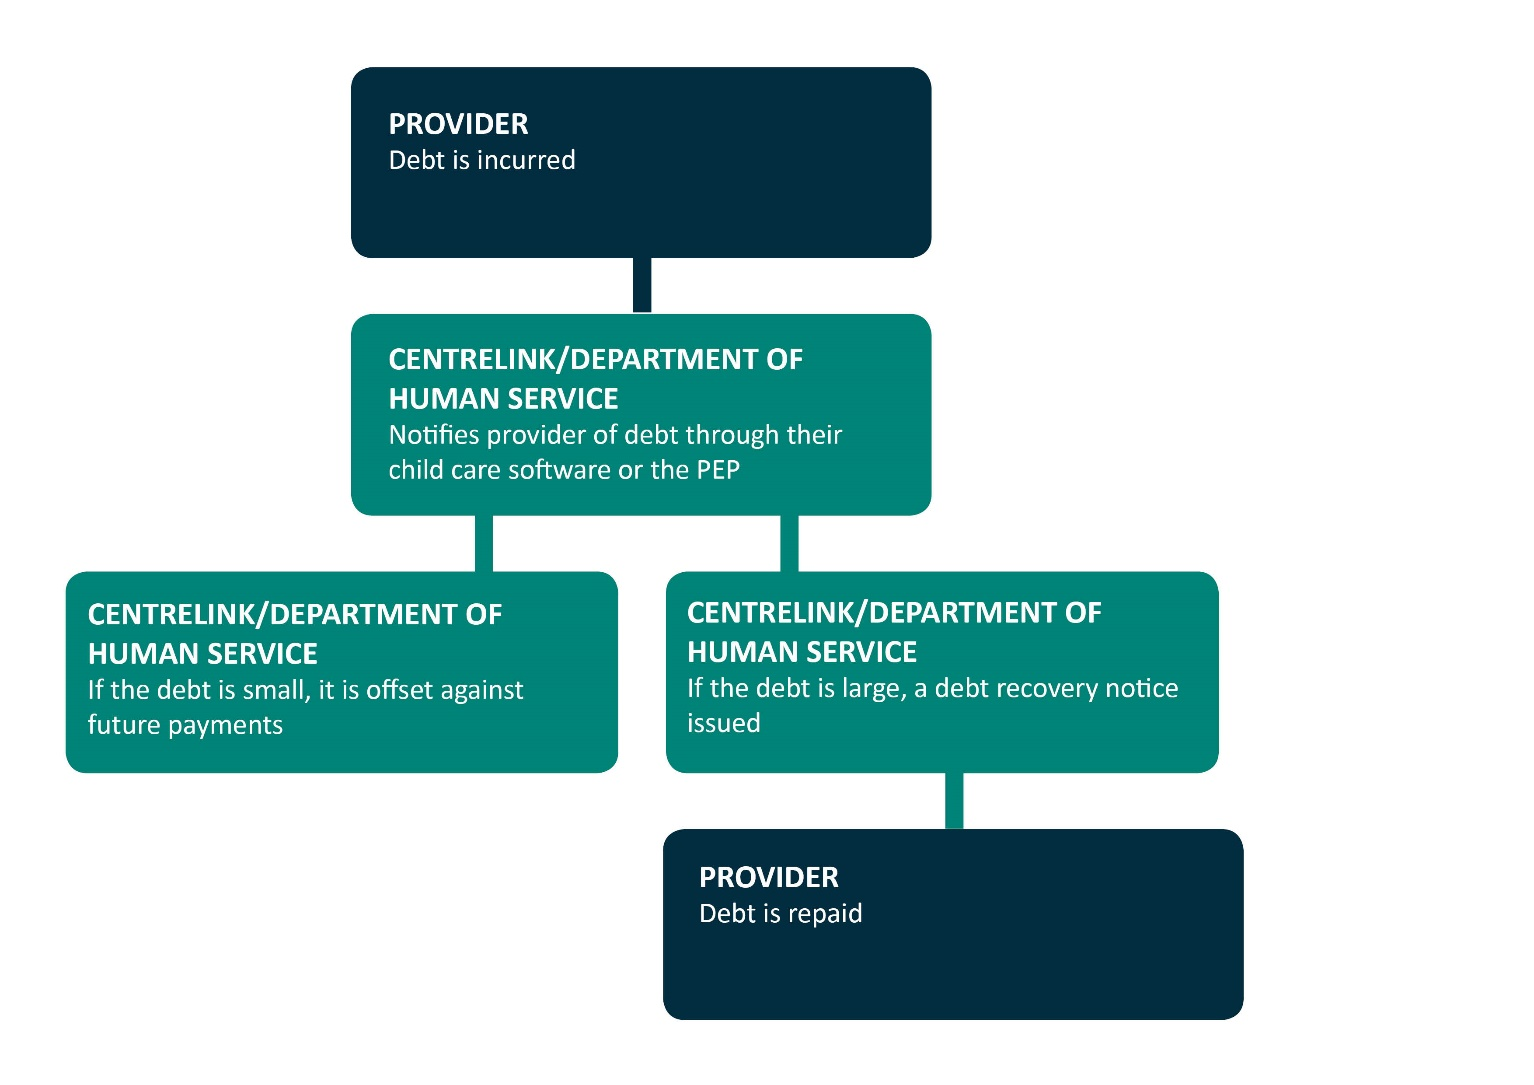 PROVIDER
Debt is incurred
CENTRELINK/DEPARTMENT OF
HUMAN SERVICE
Notifies provider of debt through their
child care software or the PEP
CENTRELINK/DEPARTMENT OF
HUMAN SERVICE
If the debt is small, it is offset against
future payments
CENTRELINK/DEPARTMENT OF
HUMAN SERVICE
If the debt is large, a debt recovery notice
issued
PROVIDER
Debt is repaid